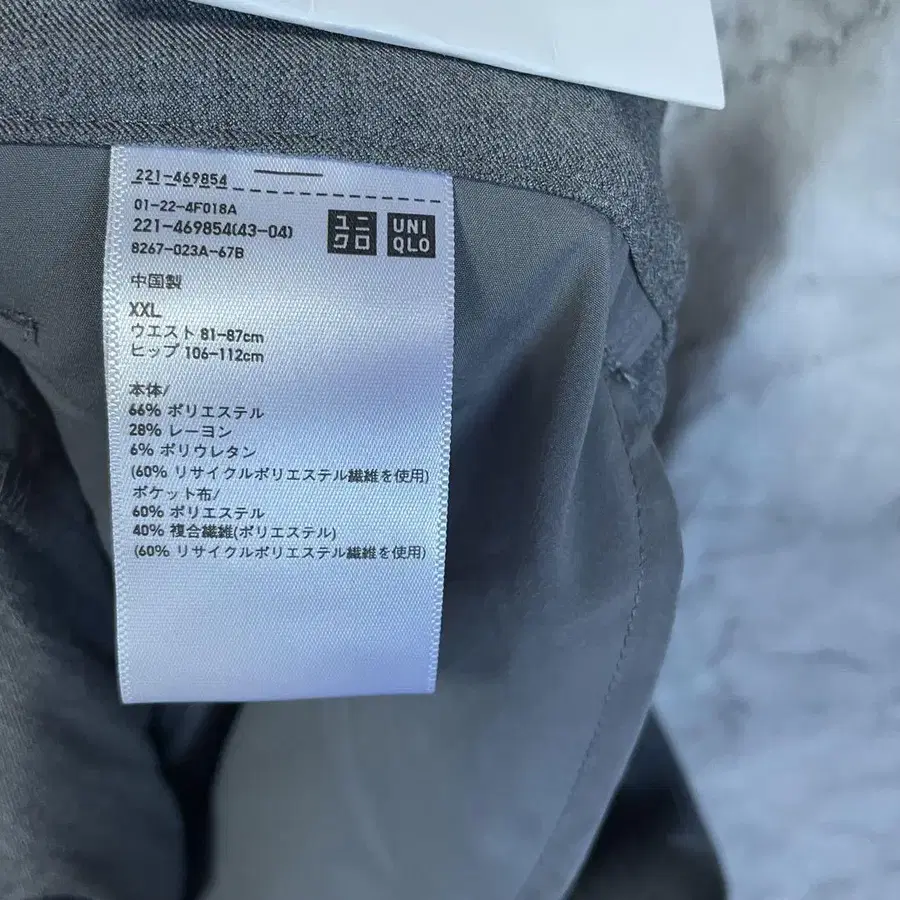 221-469854
01-22-4F018A
221-469854(43-04)
8267-023A-67B
ユニ
クロ
UNI
QLO
中国製
XXL
ウエスト 81-87cm
ヒップ 106-112cm
本体/
66% ポリエステル
28% レーヨン
6% ポリウレタン
(60% リサイクルポリエステル繊維を使用)
ポケット布/
60% ポリエステル
40% 複合繊維(ポリエステル)
(60% リサイクルポリエステル繊維を使用)